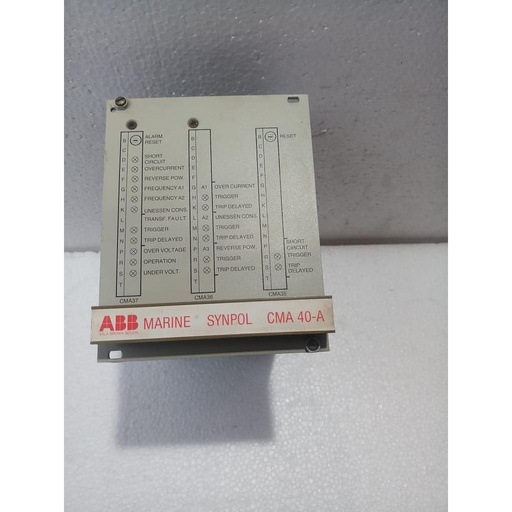 B
C
D
E
F
G
H
K
L
M
N
P
R
S
T
ALARM
RESET
SHORT
CIRCUIT
OVERCURRENT
REVERSE POW.
FREQUENCY A1
FREQUENCY A2
UNESSEN CONS.
TRANSF. FAULT
TRIGGER
TRIP DELAYED
OVER VOLTAGE
OPERATION
UNDER VOLT.
CMA37
B
C
D
E
F
G
H
K
L
M
N
P
R
S
T
A1
A2
A3
OVER CURRENT
TRIGGER
TRIP DELAYED
UNESSEN CONS.
TRIGGER
TRIP DELAYED
REVERSE POW.
TRIGGER
TRIP DELAYED
B
C
D
E
F
G
H
K
L
M
N
P
R
S
T
RESET
SHORT
CIRCUIT
TRIGGER
TRIP
DELAYED
ABB MARINE SYNPOL CMA 40-A